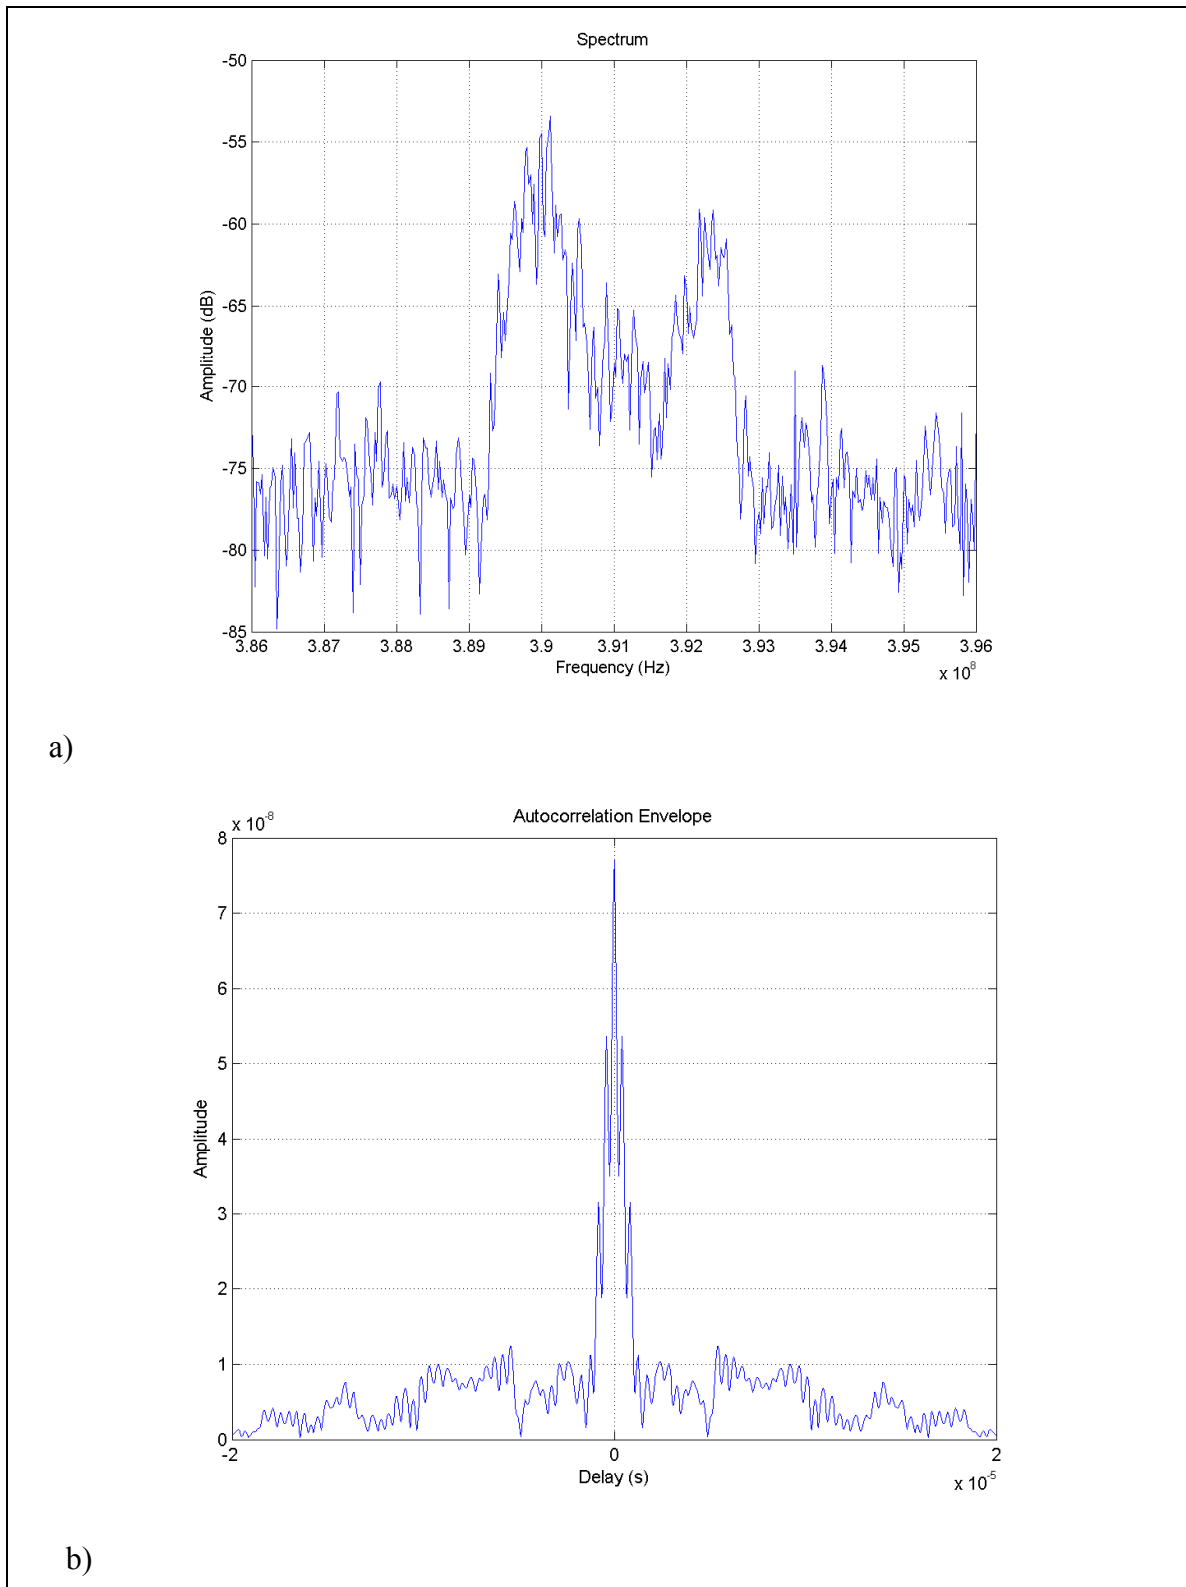 Spectrum
-50
-55
-60
-65
-70
-75
-80
-85
Amplitude (dB)
3.86 3.87 3.88 3.89 3.9 3.91 3.92 3.93 3.94 3.95 3.96
Frequency (Hz)
x 10⁸
a)
Autocorrelation Envelope
x 10⁻⁸
8
7
6
5
4
3
2
1
0
Amplitude
-2 0 2
Delay (s)
x 10⁻⁵
b)